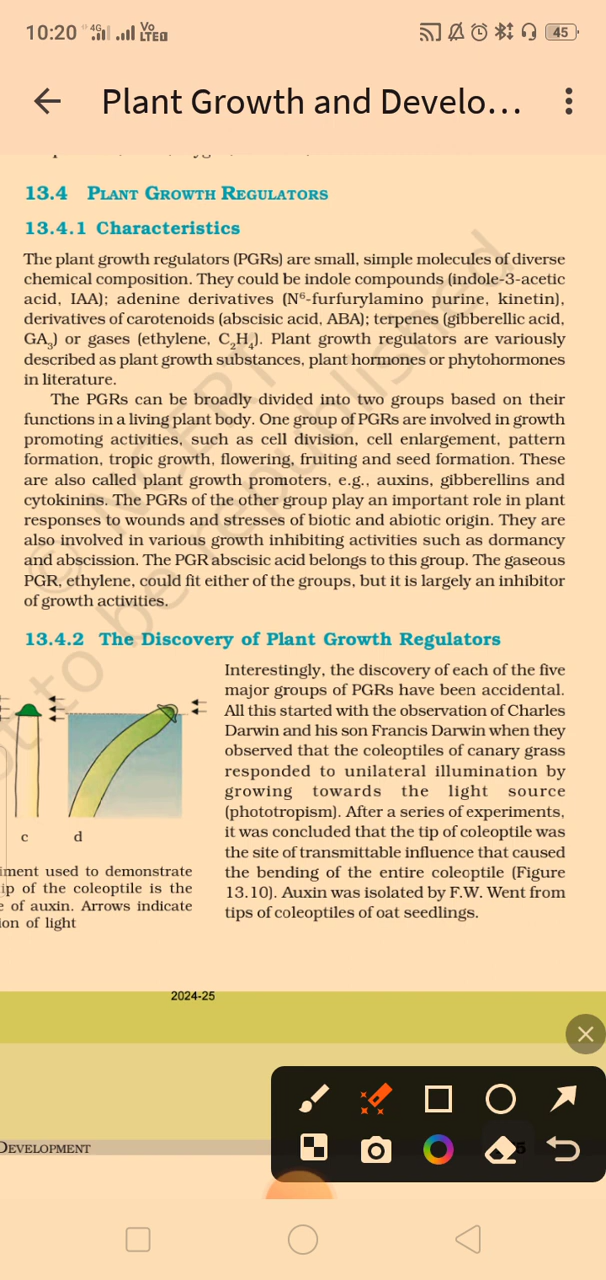 10:20 4G Vo LTE 45
Plant Growth and Develo...
13.4 PLANT GROWTH REGULATORS
13.4.1 Characteristics
The plant growth regulators (PGRs) are small, simple molecules of diverse
chemical composition. They could be indole compounds (indole-3-acetic
acid, IAA); adenine derivatives (N⁶-furfurylamino purine, kinetin),
derivatives of carotenoids (abscisic acid, ABA); terpenes (gibberellic acid,
GA₃) or gases (ethylene, C₂H₄). Plant growth regulators are variously
described as plant growth substances, plant hormones or phytohormones
in literature.
The PGRs can be broadly divided into two groups based on their
functions in a living plant body. One group of PGRs are involved in growth
promoting activities, such as cell division, cell enlargement, pattern
formation, tropic growth, flowering, fruiting and seed formation. These
are also called plant growth promoters, e.g., auxins, gibberellins and
cytokinins. The PGRs of the other group play an important role in plant
responses to wounds and stresses of biotic and abiotic origin. They are
also involved in various growth inhibiting activities such as dormancy
and abscission. The PGR abscisic acid belongs to this group. The gaseous
PGR, ethylene, could fit either of the groups, but it is largely an inhibitor
of growth activities.
13.4.2 The Discovery of Plant Growth Regulators
Interestingly, the discovery of each of the five
major groups of PGRs have been accidental.
All this started with the observation of Charles
Darwin and his son Francis Darwin when they
observed that the coleoptiles of canary grass
responded to unilateral illumination by
growing towards the light source
(phototropism). After a series of experiments,
it was concluded that the tip of coleoptile was
the site of transmittable influence that caused
the bending of the entire coleoptile (Figure
13.10). Auxin was isolated by F.W. Went from
tips of coleoptiles of oat seedlings.
c d
iment used to demonstrate
ip of the coleoptile is the
e of auxin. Arrows indicate
ion of light
2024-25
DEVELOPMENT 5